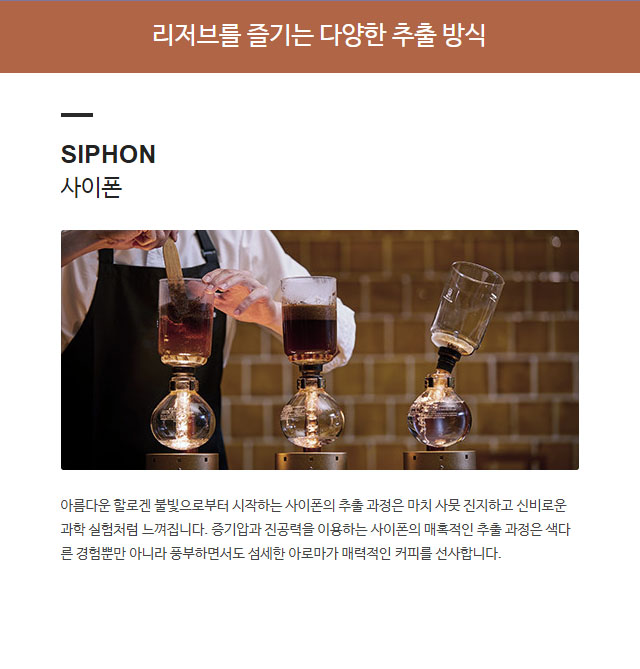 리저브를 즐기는 다양한 추출 방식
SIPHON
사이폰
아름다운 할로겐 불빛으로부터 시작하는 사이폰의 추출 과정은 마치 사뭇 진지하고 신비로운
과학 실험처럼 느껴집니다. 증기압과 진공력을 이용하는 사이폰의 매혹적인 추출 과정은 색다
른 경험뿐만 아니라 풍부하면서도 섬세한 아로마가 매력적인 커피를 선사합니다.